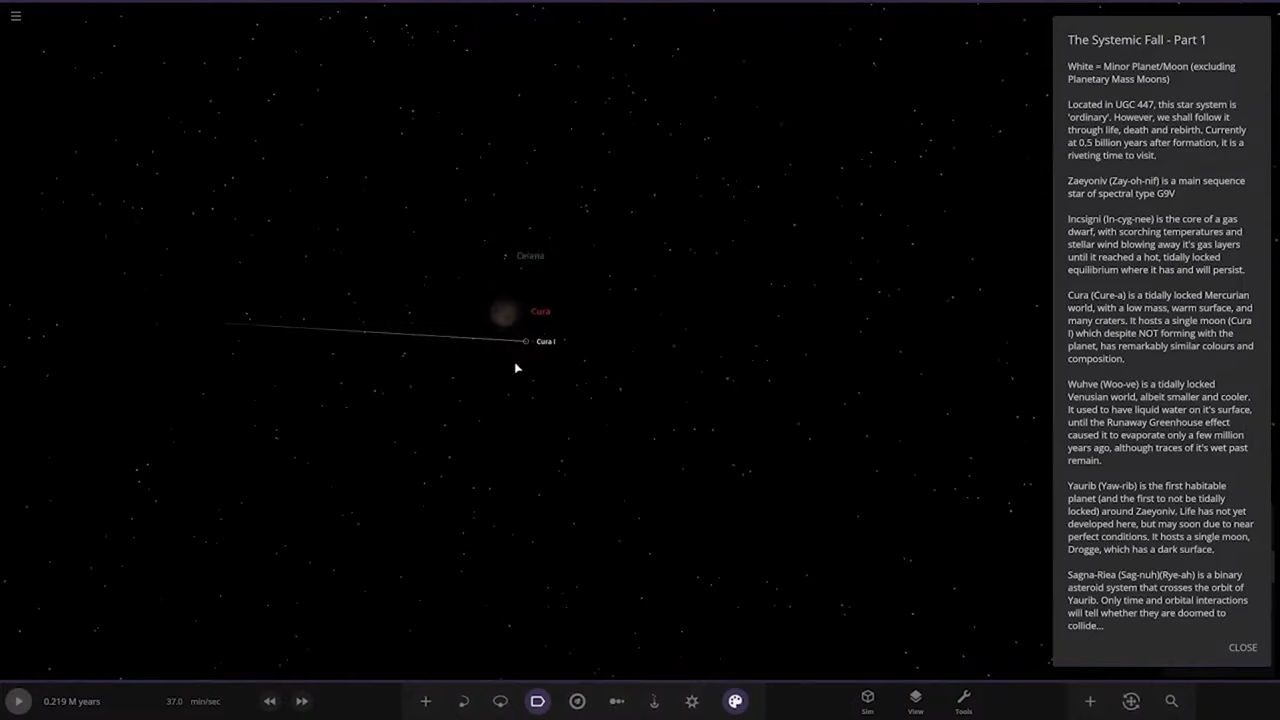 The Systemic Fall - Part 1
White = Minor Planet/Moon (excluding
Planetary Mass Moons)
Located in UGC 447, this star system is
'ordinary'. However, we shall follow it
through life, death and rebirth. Currently
at 0,5 billion years after formation, it is a
riveting time to visit.
Zaeyoniv (Zay-oh-nif) is a main sequence
star of spectral type G9V
Incsigni (In-cyg-nee) is the core of a gas
dwarf, with scorching temperatures and
stellar wind blowing away it's gas layers
until it reached a hot, tidally locked
equilibrium where it has and will persist.
Cura (Cure-a) is a tidally locked Mercurian
world, with a low mass, warm surface, and
many craters. It hosts a single moon (Cura
I) which despite NOT forming with the
planet, has remarkably similar colours and
composition.
Wuhve (Woo-ve) is a tidally locked
Venusian world, albeit smaller and cooler.
It used to have liquid water on it's surface,
until the Runaway Greenhouse effect
caused it to evaporate only a few million
years ago, although traces of it's wet past
remain.
Yaurib (Yaw-rib) is the first habitable
planet (and the first to not be tidally
locked) around Zaeyoniv. Life has not yet
developed here, but may soon due to near
perfect conditions. It hosts a single moon,
Drogge, which has a dark surface.
Sagna-Riea (Sag-nuh)(Rye-ah) is a binary
asteroid system that crosses the orbit of
Yaurib. Only time and orbital interactions
will tell whether they are doomed to
collide...
CLOSE
Cura
Cura I
0.219 M years
37.0 min/sec
Sim
View
Tools